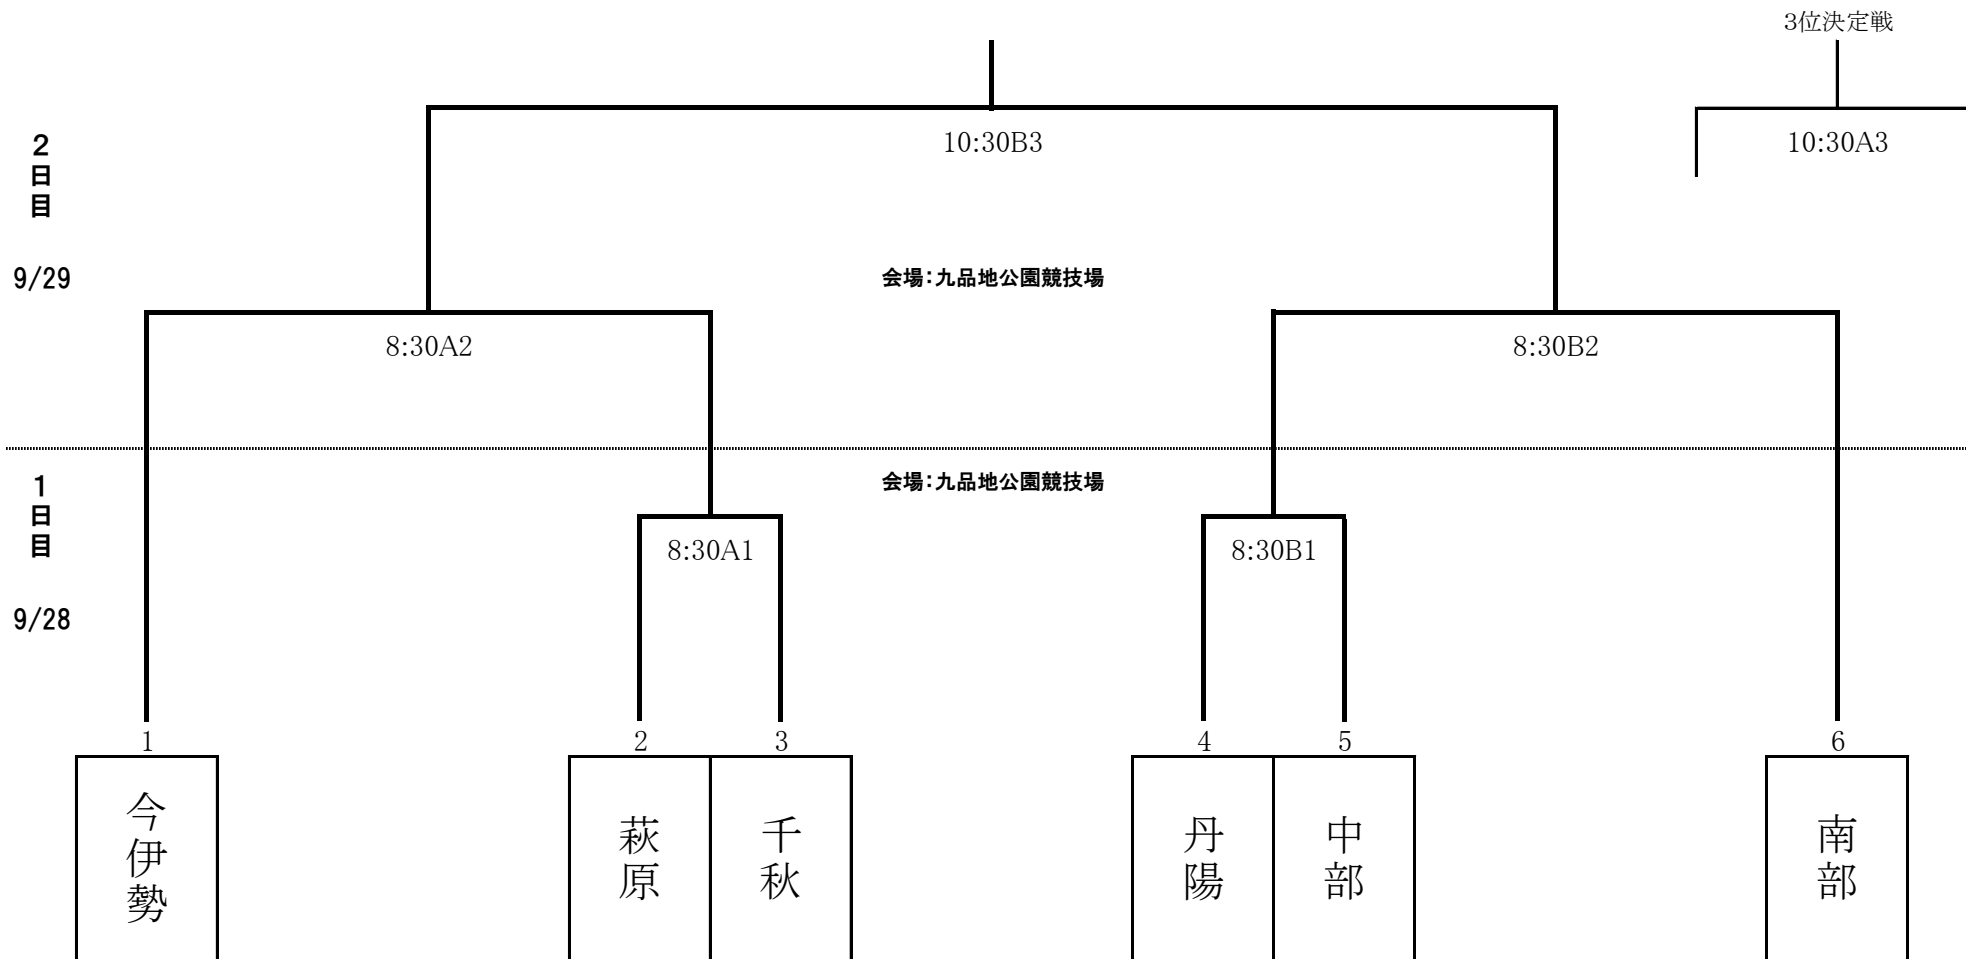 3位決定戦
10:30B3
10:30A3
2日目
9/29
会場：九品地公園競技場
8:30A2
8:30B2
1日目
会場：九品地公園競技場
8:30A1
8:30B1
9/28
1
2
3
4
5
6
今伊勢
萩原
千秋
丹陽
中部
南部